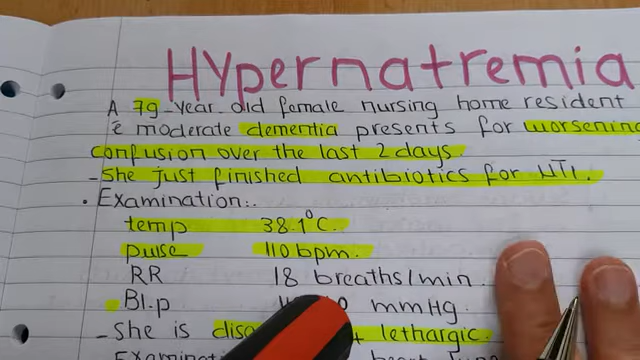 Hypernatremia
A 79-year old female nursing home resident
c̄ moderate dementia presents for worsening
confusion over the last 2 days.
- She just finished antibiotics for UTI.
• Examination:.
temp 38.1°C.
pulse 110 bpm.
RR 18 breaths/min.
Bl.p mmHg.
- She is lethargic.